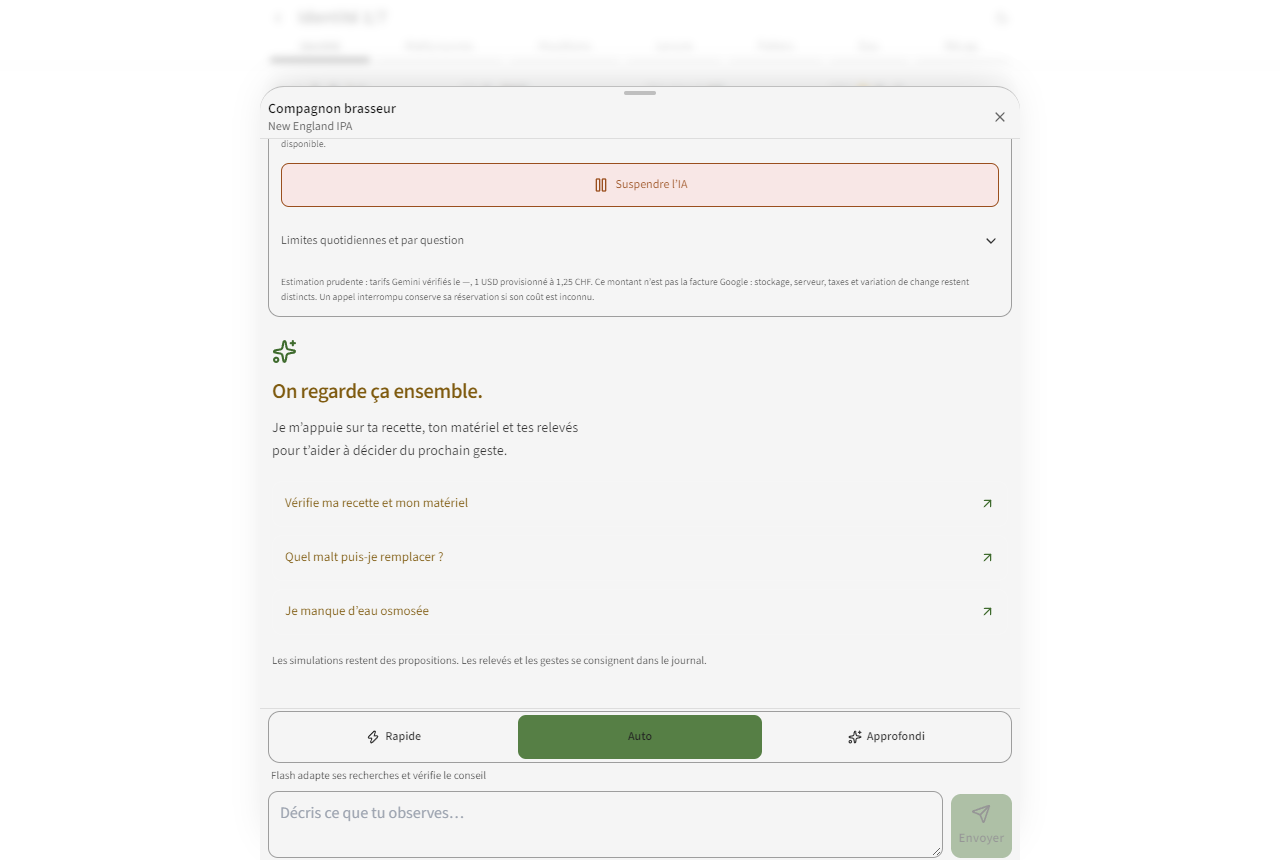 Compagnon brasseur
New England IPA
disponible.
Suspendre l’IA
Limites quotidiennes et par question
Estimation prudente : tarifs Gemini vérifiés le —, 1 USD provisionné à 1,25 CHF. Ce montant n’est pas la facture Google : stockage, serveur, taxes et variation de change restent
distincts. Un appel interrompu conserve sa réservation si son coût est inconnu.
On regarde ça ensemble.
Je m’appuie sur ta recette, ton matériel et tes relevés
pour t’aider à décider du prochain geste.
Vérifie ma recette et mon matériel
Quel malt puis-je remplacer ?
Je manque d’eau osmosée
Les simulations restent des propositions. Les relevés et les gestes se consignent dans le journal.
Rapide
Auto
Approfondi
Flash adapte ses recherches et vérifie le conseil
Décris ce que tu observes…
Envoyer